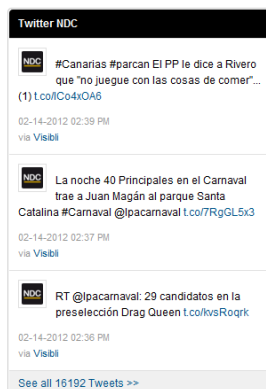 Twitter NDC
NDC
#Canarias #parcan El PP le dice a Rivero
que "no juegue con las cosas de comer"...
(1) t.co/lCo4xOA6
02-14-2012 02:39 PM
via Visibli
NDC
La noche 40 Principales en el Carnaval
trae a Juan Magán al parque Santa
Catalina #Carnaval @lpacarnaval t.co/7RgGL5x3
02-14-2012 02:37 PM
via Visibli
NDC
RT @lpacarnaval: 29 candidatos en la
preselección Drag Queen t.co/kvsRoqrk
02-14-2012 02:36 PM
via Visibli
See all 16192 Tweets >>